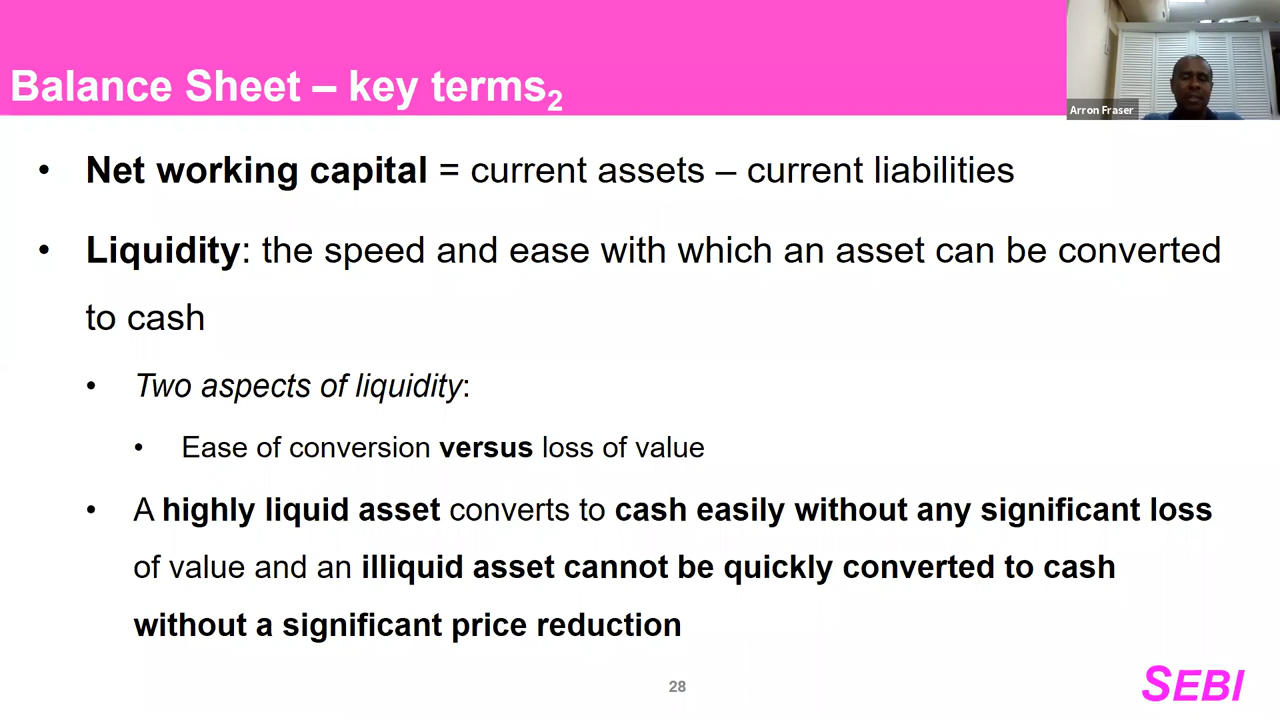 Balance Sheet – key terms2
Arron Fraser
• Net working capital = current assets – current liabilities
• Liquidity: the speed and ease with which an asset can be converted
to cash
• Two aspects of liquidity:
• Ease of conversion versus loss of value
• A highly liquid asset converts to cash easily without any significant loss
of value and an illiquid asset cannot be quickly converted to cash
without a significant price reduction
28
SEBI